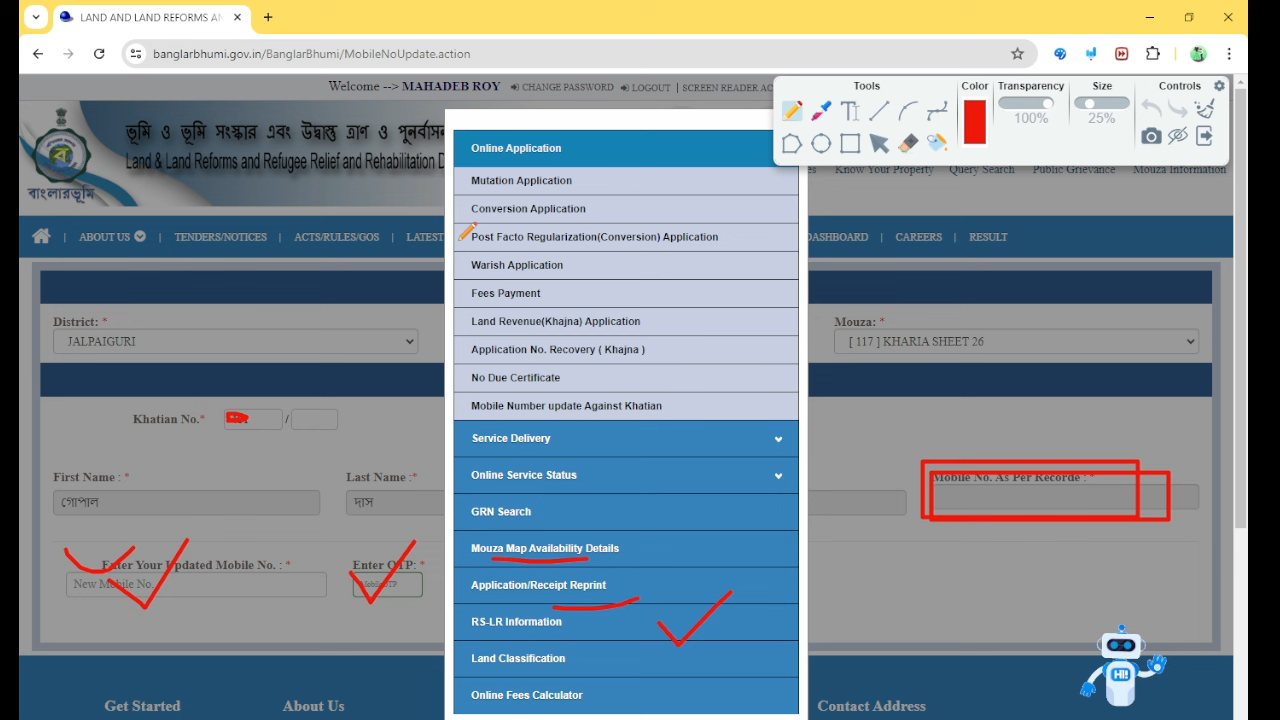 LAND AND LAND REFORMS AN
banglarbhumi.gov.in/BanglarBhumi/MobileNoUpdate.action
Welcome --> MAHADEB ROY CHANGE PASSWORD LOGOUT | SCREEN READER AC
Tools Color Transparency Size Controls
100% 25%
ভূমি ও ভূমি সংস্কার এবং উদ্বাস্তু ত্রাণ ও পুনর্বাস
Land & Land Reforms and Refugee Relief and Rehabilitation D
বাংলারভূমি
Know Your Property Query Search Public Grievance Mouza Information
ABOUT US | TENDERS/NOTICES | ACTS/RULES/GOS | LATEST
DASHBOARD | CAREERS | RESULT
Online Application
Mutation Application
Conversion Application
Post Facto Regularization(Conversion) Application
Warish Application
Fees Payment
Land Revenue(Khajna) Application
Application No. Recovery ( Khajna )
No Due Certificate
Mobile Number update Against Khatian
Service Delivery
Online Service Status
GRN Search
Mouza Map Availability Details
Application/Receipt Reprint
RS-LR Information
Land Classification
Online Fees Calculator
District: *
JALPAIGURI
Mouza: *
[ 117 ] KHARIA SHEET 26
Khatian No.* /
First Name : * Last Name :* Mobile No. As Per Recorde : *
গোপাল দাস
Enter Your Updated Mobile No. : * Enter OTP: *
New Mobile No.
HI!
Get Started About Us Contact Address